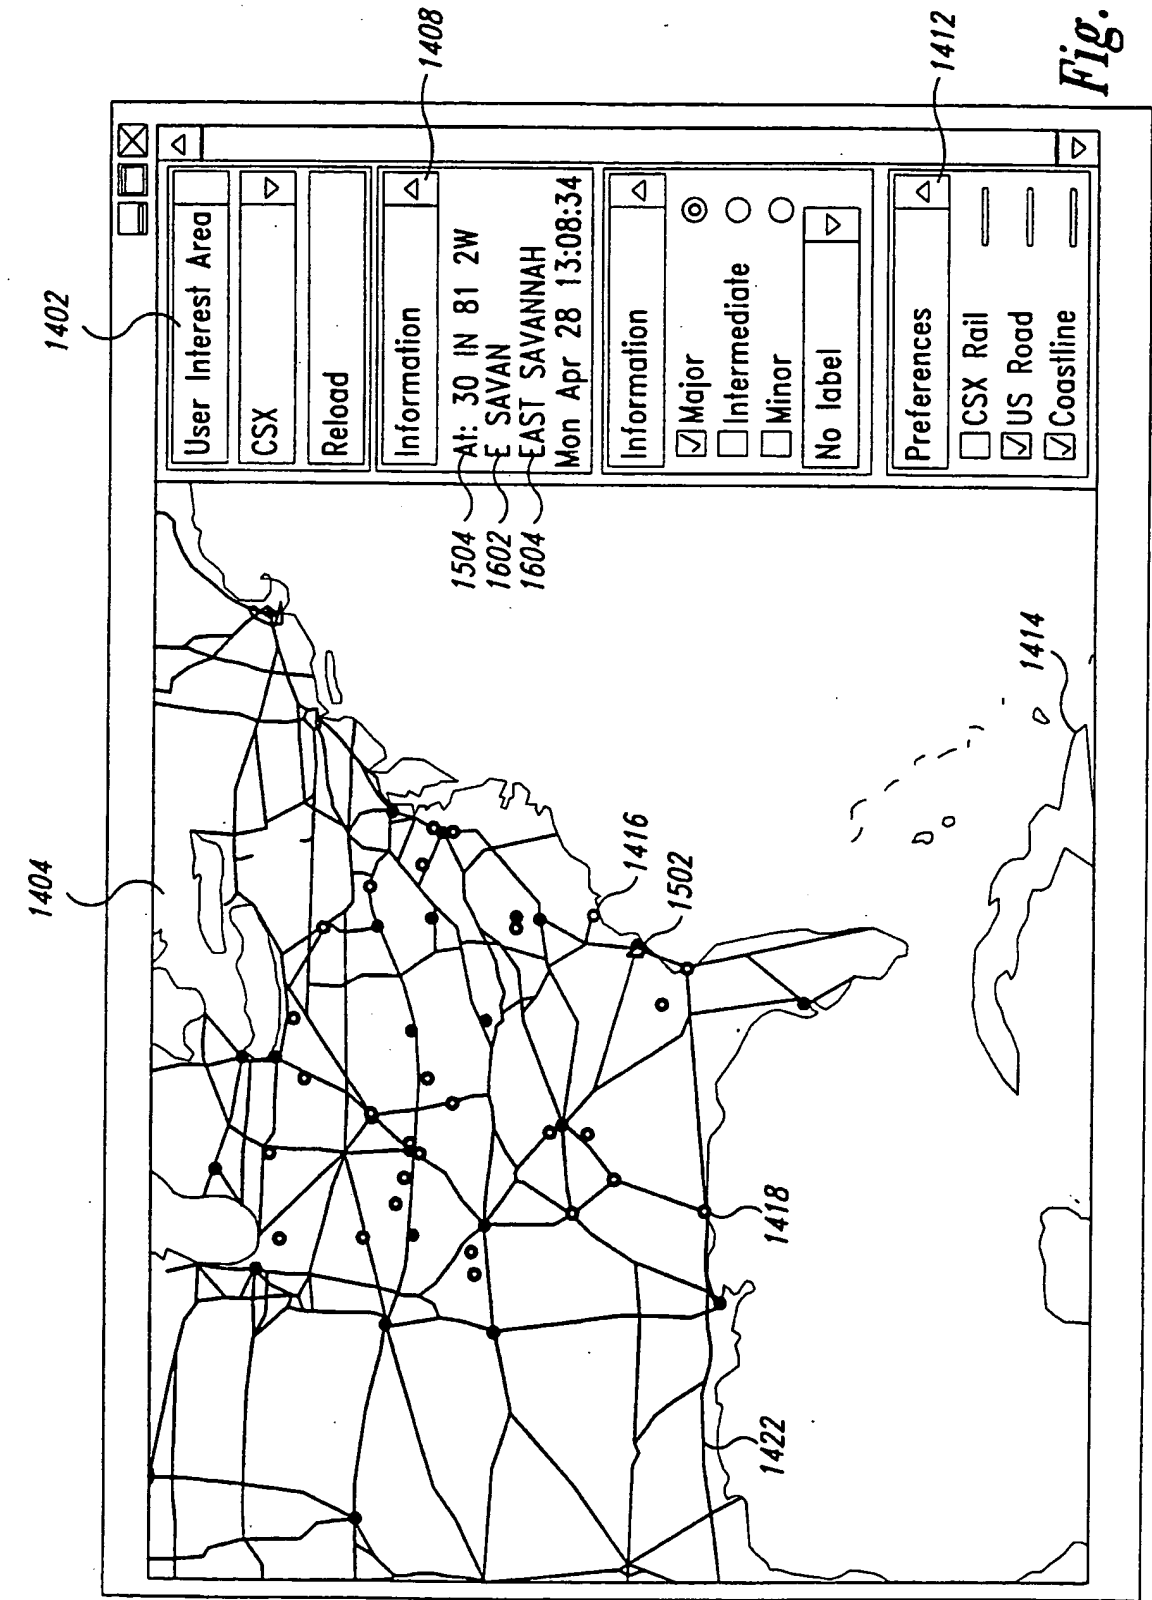 1402
1404
User Interest Area
CSX
Reload
1408
Information
1504
At: 30 IN 81 2W
1602
E SAVAN
1604
EAST SAVANNAH
Mon Apr 28 13:08:34
Information
Major
Intermediate
Minor
No label
1412
Preferences
CSX Rail
US Road
Coastline
1416
1502
1418
1422
1414
Fig.